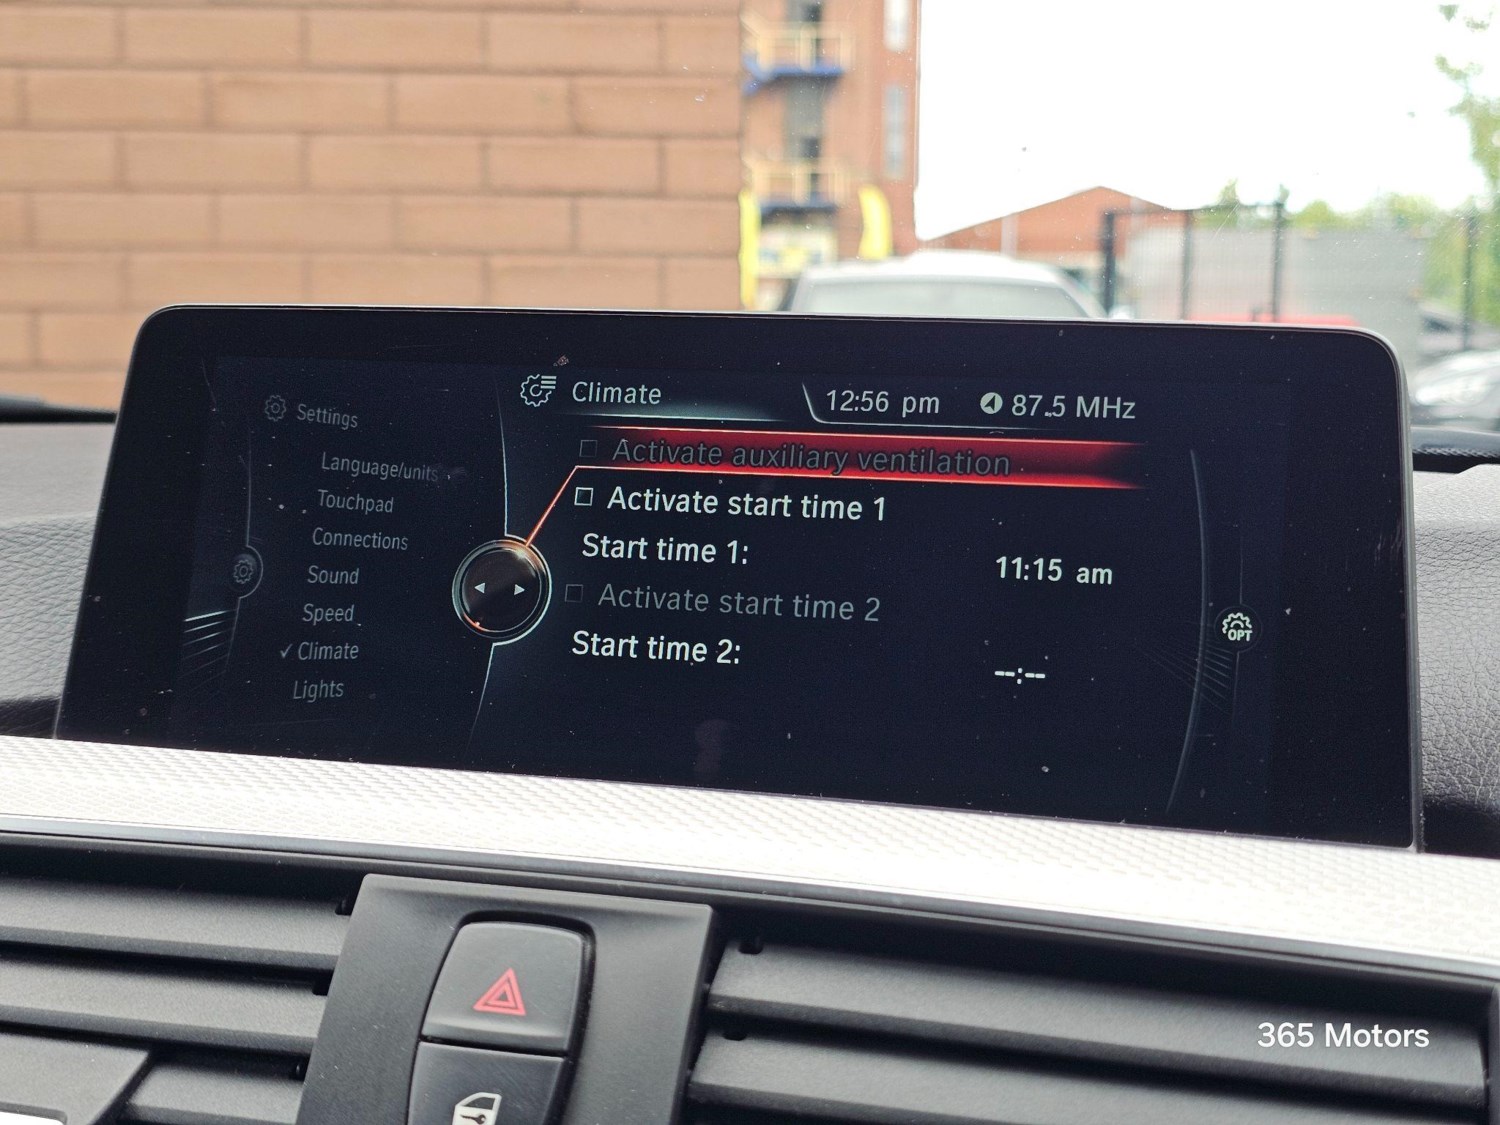 Settings
Language/units
Touchpad
Connections
Sound
Speed
Climate
Lights
Climate
12:56 pm
87.5 MHz
Activate auxiliary ventilation
Activate start time 1
Start time 1: 11:15 am
Activate start time 2
Start time 2: --:--
OPT
365 Motors